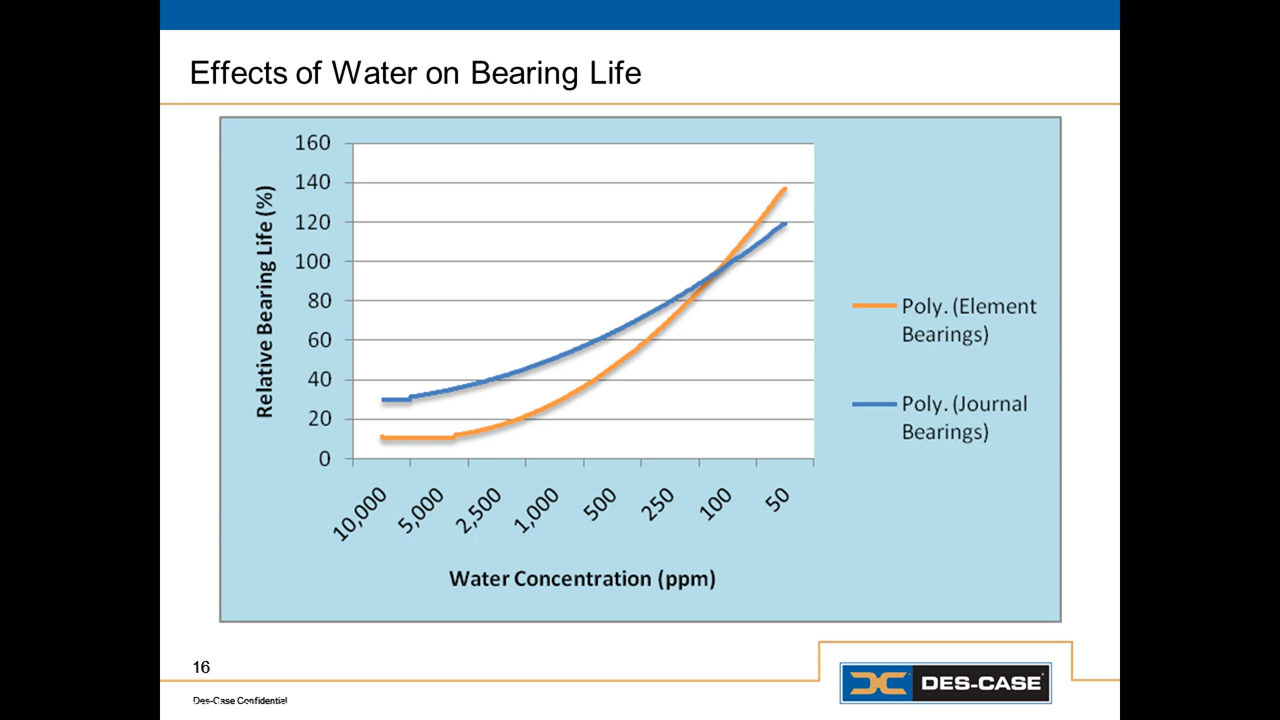 Effects of Water on Bearing Life
160
140
120
100
80
60
40
20
0
Relative Bearing Life (%)
10,000
5,000
2,500
1,000
500
250
100
50
Water Concentration (ppm)
Poly. (Element
Bearings)
Poly. (Journal
Bearings)
16
Des-Case Confidential
DES-CASE